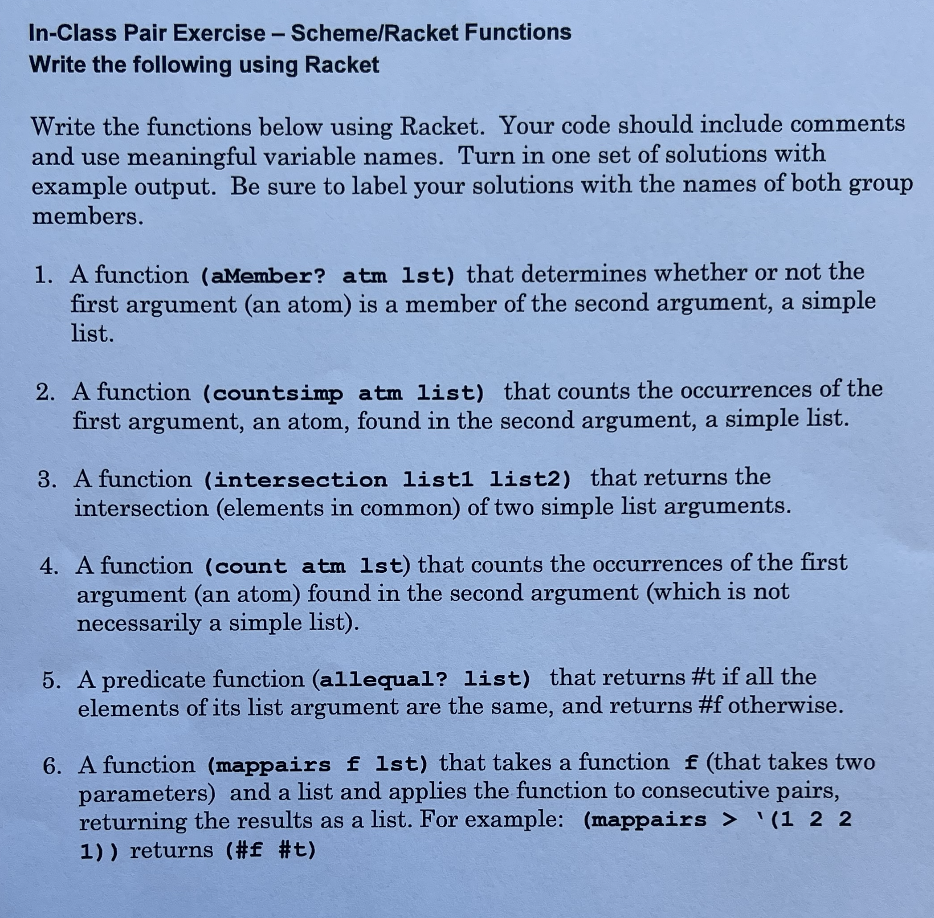 In-Class Pair Exercise – Scheme/Racket Functions
Write the following using Racket
Write the functions below using Racket. Your code should include comments
and use meaningful variable names. Turn in one set of solutions with
example output. Be sure to label your solutions with the names of both group
members.
1. A function (aMember? atm lst) that determines whether or not the
first argument (an atom) is a member of the second argument, a simple
list.
2. A function (countsimp atm list) that counts the occurrences of the
first argument, an atom, found in the second argument, a simple list.
3. A function (intersection list1 list2) that returns the
intersection (elements in common) of two simple list arguments.
4. A function (count atm lst) that counts the occurrences of the first
argument (an atom) found in the second argument (which is not
necessarily a simple list).
5. A predicate function (allequal? list) that returns #t if all the
elements of its list argument are the same, and returns #f otherwise.
6. A function (mappairs f lst) that takes a function f (that takes two
parameters) and a list and applies the function to consecutive pairs,
returning the results as a list. For example: (mappairs > `(1 2 2
1)) returns (#f #t)